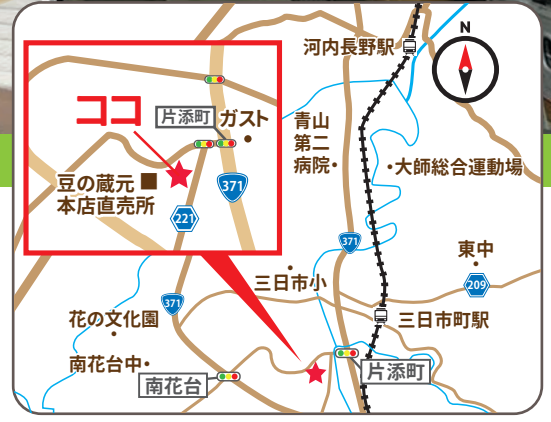 河内長野駅
N
ココ
片添町
ガスト
青山
第二
病院
大師総合運動場
豆の蔵元
本店直売所
371
221
371
東中
209
三日市小
371
花の文化園
三日市町駅
南花台中
南花台
片添町